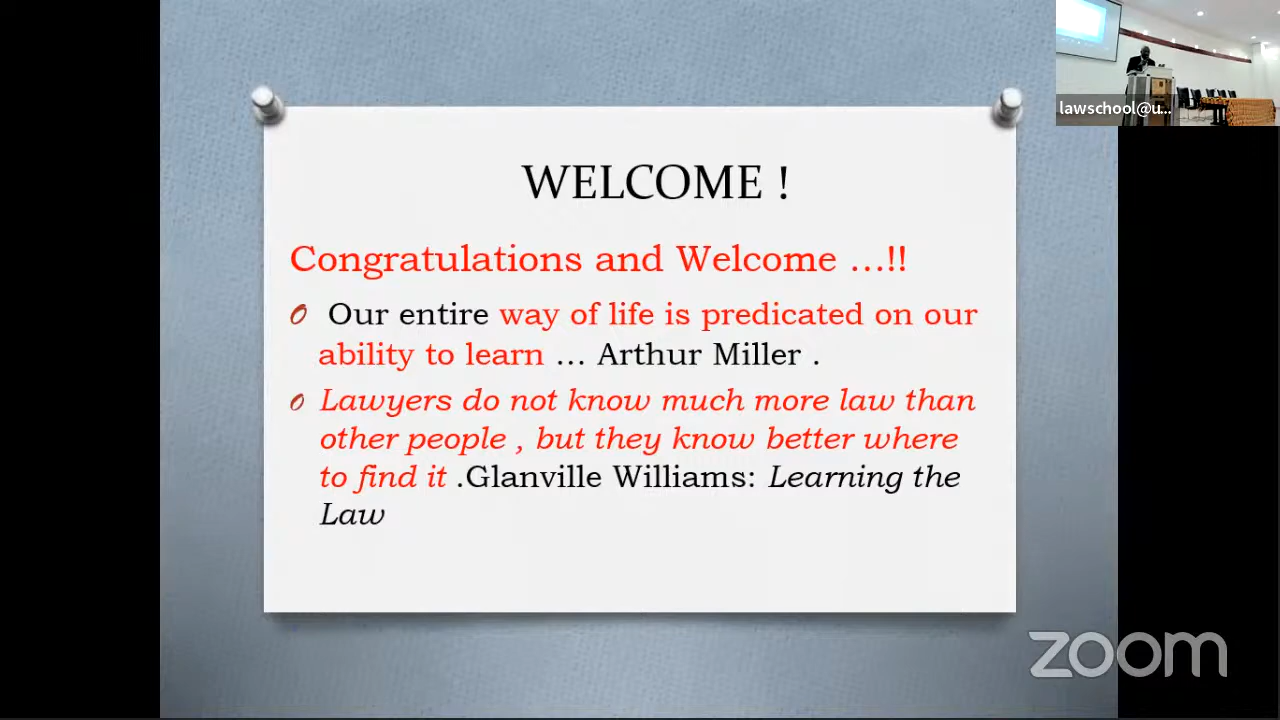 lawschool@u...
WELCOME !
Congratulations and Welcome ...!!
Our entire way of life is predicated on our
ability to learn ... Arthur Miller .
Lawyers do not know much more law than
other people , but they know better where
to find it .Glanville Williams: Learning the
Law
zoom